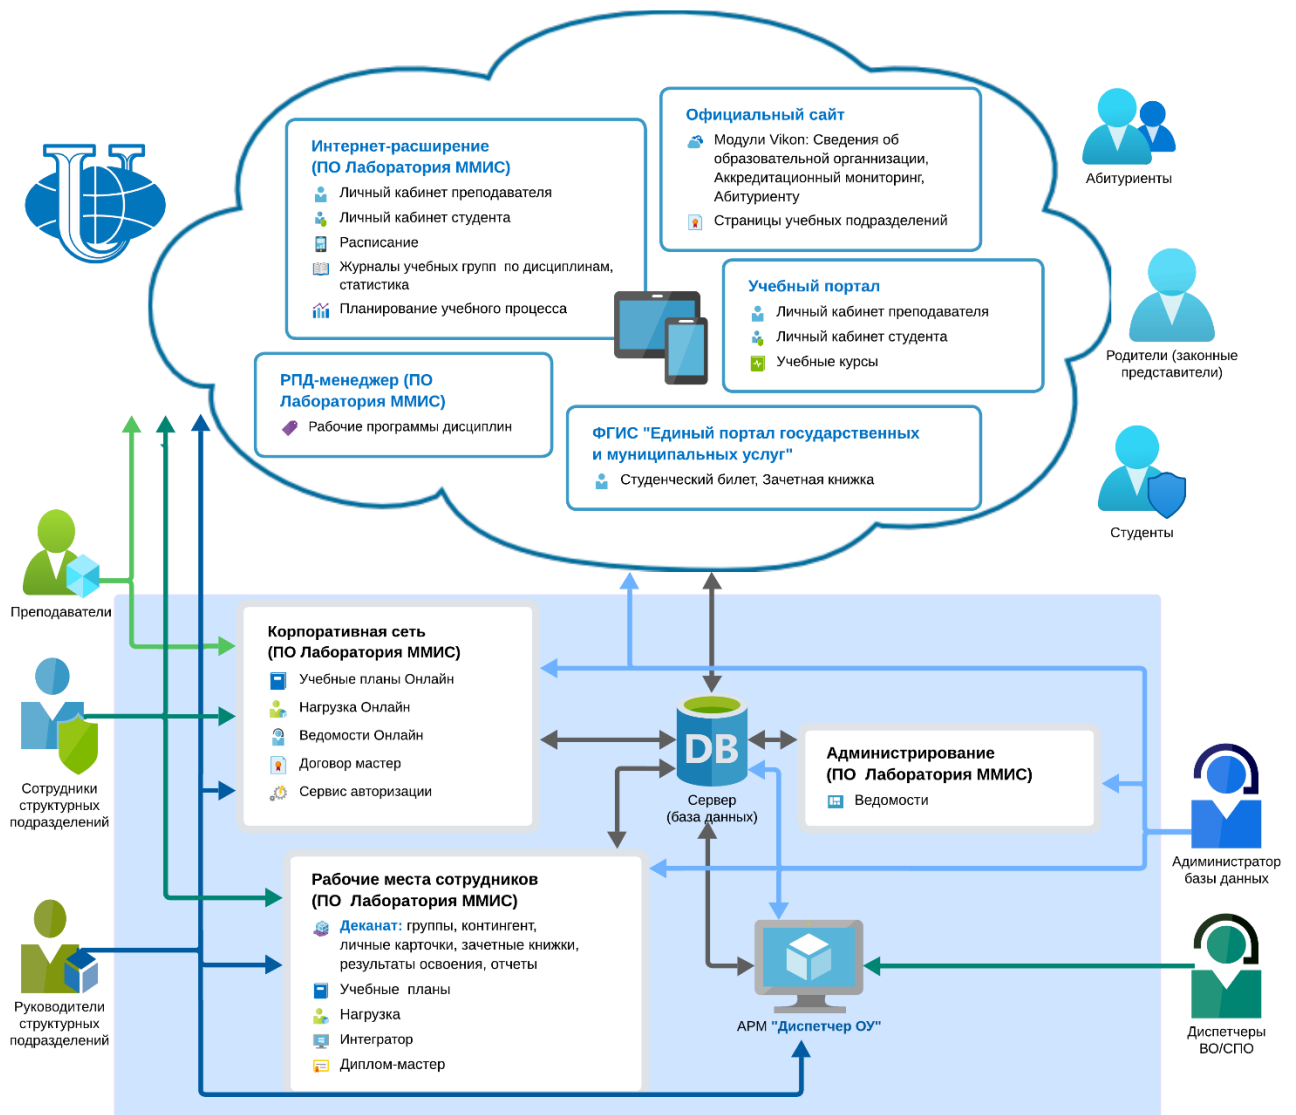 Официальный сайт
Модули Vikon: Сведения об
образовательной органнизации,
Аккредитационный мониторинг,
Абитуриенту
Страницы учебных подразделений
Интернет-расширение
(ПО Лаборатория ММИС)
Личный кабинет преподавателя
Личный кабинет студента
Расписание
Журналы учебных групп по дисциплинам,
статистика
Планирование учебного процесса
Абитуриенты
Учебный портал
Личный кабинет преподавателя
Личный кабинет студента
Учебные курсы
Родители (законные
представители)
РПД-менеджер (ПО
Лаборатория ММИС)
Рабочие программы дисциплин
ФГИС "Единый портал государственных
и муниципальных услуг"
Студенческий билет, Зачетная книжка
Студенты
Преподаватели
Корпоративная сеть
(ПО Лаборатория ММИС)
Учебные планы Онлайн
Нагрузка Онлайн
Ведомости Онлайн
Договор мастер
Сервис авторизации
DB
Сервер
(база данных)
Администрирование
(ПО Лаборатория ММИС)
Ведомости
Сотрудники
структурных
подразделений
Адиминистратор
базы данных
Рабочие места сотрудников
(ПО Лаборатория ММИС)
Деканат: группы, контингент,
личные карточки, зачетные книжки,
результаты освоения, отчеты
Учебные планы
Нагрузка
Интегратор
Диплом-мастер
Руководители
структурных
подразделений
АРМ "Диспетчер ОУ"
Диспетчеры
ВО/СПО